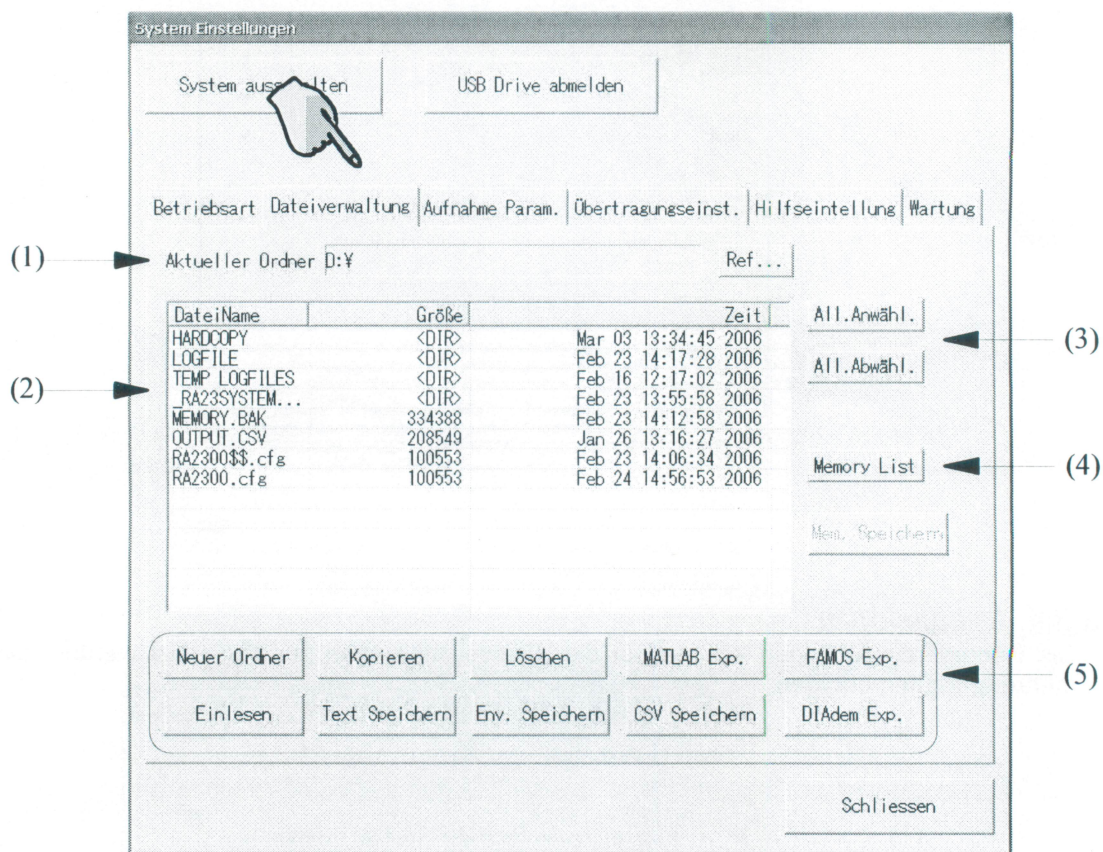 System Einstellungen
System aus lten
USB Drive abmelden
Betriebsart Dateiverwaltung Aufnahme Param. Übertragungseinst. Hilfseintellung Wartung
(1) Aktueller Ordner D:¥ Ref...
DateiName Größe Zeit All.Anwähl.
HARDCOPY <DIR> Mar 03 13:34:45 2006 (3)
LOGFILE <DIR> Feb 23 14:17:28 2006 All.Abwähl.
TEMP LOGFILES <DIR> Feb 16 12:17:02 2006
(2) _RA23SYSTEM... <DIR> Feb 23 13:55:58 2006
MEMORY.BAK 334388 Feb 23 14:12:58 2006
OUTPUT.CSV 208549 Jan 26 13:16:27 2006
RA2300$$.cfg 100553 Feb 23 14:06:34 2006 Memory List (4)
RA2300.cfg 100553 Feb 24 14:56:53 2006
Mem. Speichern
Neuer Ordner Kopieren Löschen MATLAB Exp. FAMOS Exp. (5)
Einlesen Text Speichern Env. Speichern CSV Speichern DIAdem Exp.
Schliessen